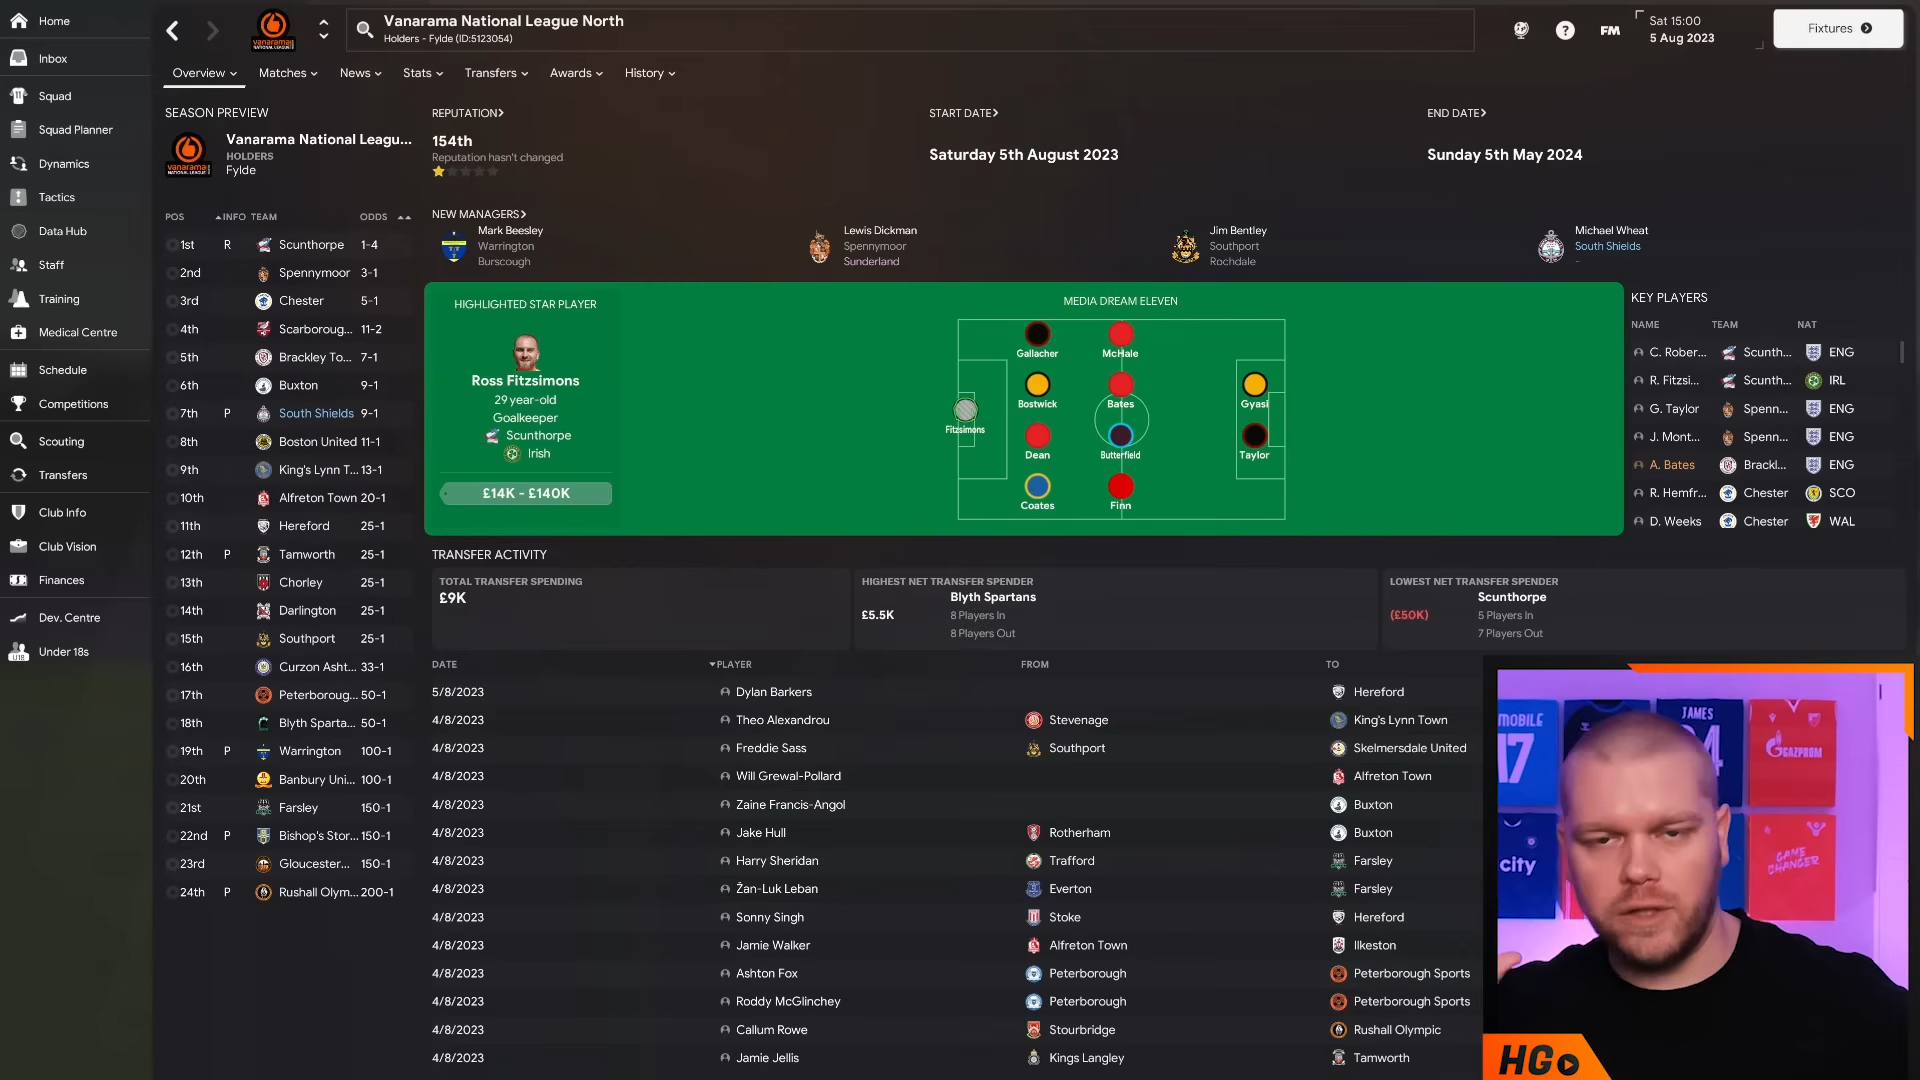 Home
Inbox
Squad
Squad Planner
Dynamics
Tactics
Data Hub
Staff
Training
Medical Centre
Schedule
Competitions
Scouting
Transfers
Club Info
Club Vision
Finances
Dev. Centre
Under 18s
Vanarama National League North
Holders - Fylde (ID:5123054)
FM
Sat 15:00
5 Aug 2023
Fixtures
Overview Matches News Stats Transfers Awards History
SEASON PREVIEW
Vanarama National Leagu...
HOLDERS
Fylde
REPUTATION
154th
Reputation hasn't changed
START DATE
Saturday 5th August 2023
END DATE
Sunday 5th May 2024
POS INFO TEAM ODDS
1st R Scunthorpe 1-4
2nd Spennymoor 3-1
3rd Chester 5-1
4th Scarboroug... 11-2
5th Brackley To... 7-1
6th Buxton 9-1
7th P South Shields 9-1
8th Boston United 11-1
9th King's Lynn T... 13-1
10th Alfreton Town 20-1
11th Hereford 25-1
12th P Tamworth 25-1
13th Chorley 25-1
14th Darlington 25-1
15th Southport 25-1
16th Curzon Asht... 33-1
17th Peterboroug... 50-1
18th Blyth Sparta... 50-1
19th P Warrington 100-1
20th Banbury Uni... 100-1
21st Farsley 150-1
22nd P Bishop's Stor... 150-1
23rd Gloucester... 150-1
24th P Rushall Olym... 200-1
NEW MANAGERS
Mark Beesley
Warrington
Burscough
Lewis Dickman
Spennymoor
Sunderland
Jim Bentley
Southport
Rochdale
Michael Wheat
South Shields
-
HIGHLIGHTED STAR PLAYER
Ross Fitzsimons
29 year-old
Goalkeeper
Scunthorpe
Irish
£14K - £140K
MEDIA DREAM ELEVEN
Gallacher
McHale
Bostwick
Bates
Gyasi
Fitzsimons
Dean
Butterfield
Taylor
Coates
Finn
KEY PLAYERS
NAME TEAM NAT
C. Rober... Scunth... ENG
R. Fitzsi... Scunth... IRL
G. Taylor Spenn... ENG
J. Mont... Spenn... ENG
A. Bates Brackl... ENG
R. Hemfr... Chester SCO
D. Weeks Chester WAL
TRANSFER ACTIVITY
TOTAL TRANSFER SPENDING
£9K
HIGHEST NET TRANSFER SPENDER
Blyth Spartans
£5.5K
8 Players In
8 Players Out
LOWEST NET TRANSFER SPENDER
Scunthorpe
(£50K)
5 Players In
7 Players Out
DATE PLAYER FROM TO
5/8/2023 Dylan Barkers Hereford
4/8/2023 Theo Alexandrou Stevenage King's Lynn Town
4/8/2023 Freddie Sass Southport Skelmersdale United
4/8/2023 Will Grewal-Pollard Alfreton Town
4/8/2023 Zaine Francis-Angol Buxton
4/8/2023 Jake Hull Rotherham Buxton
4/8/2023 Harry Sheridan Trafford Farsley
4/8/2023 Žan-Luk Leban Everton Farsley
4/8/2023 Sonny Singh Stoke Hereford
4/8/2023 Jamie Walker Alfreton Town Ilkeston
4/8/2023 Ashton Fox Peterborough Peterborough Sports
4/8/2023 Roddy McGlinchey Peterborough Peterborough Sports
4/8/2023 Callum Rowe Stourbridge Rushall Olympic
4/8/2023 Jamie Jellis Kings Langley Tamworth
MOBILE
17
JAMES
GAZPROM
city
GAME
CHANGER
HG